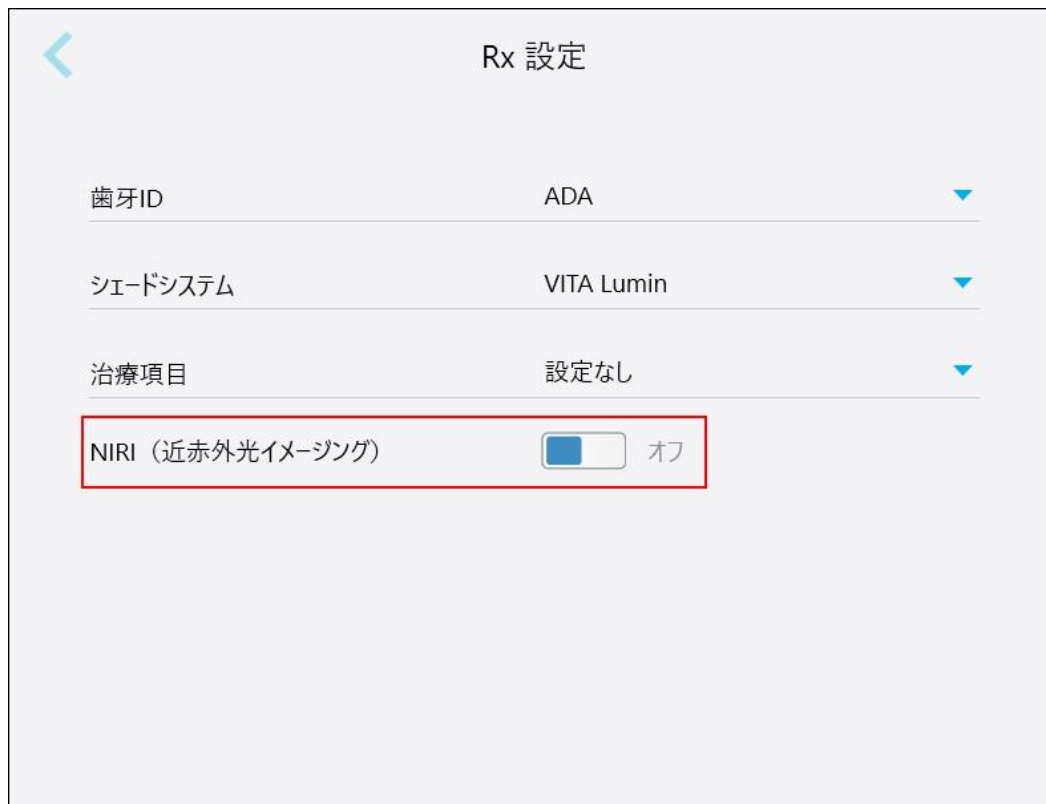 Rx 設定
歯牙ID ADA
シェードシステム VITA Lumin
治療項目 設定なし
NIRI（近赤外光イメージング） オフ